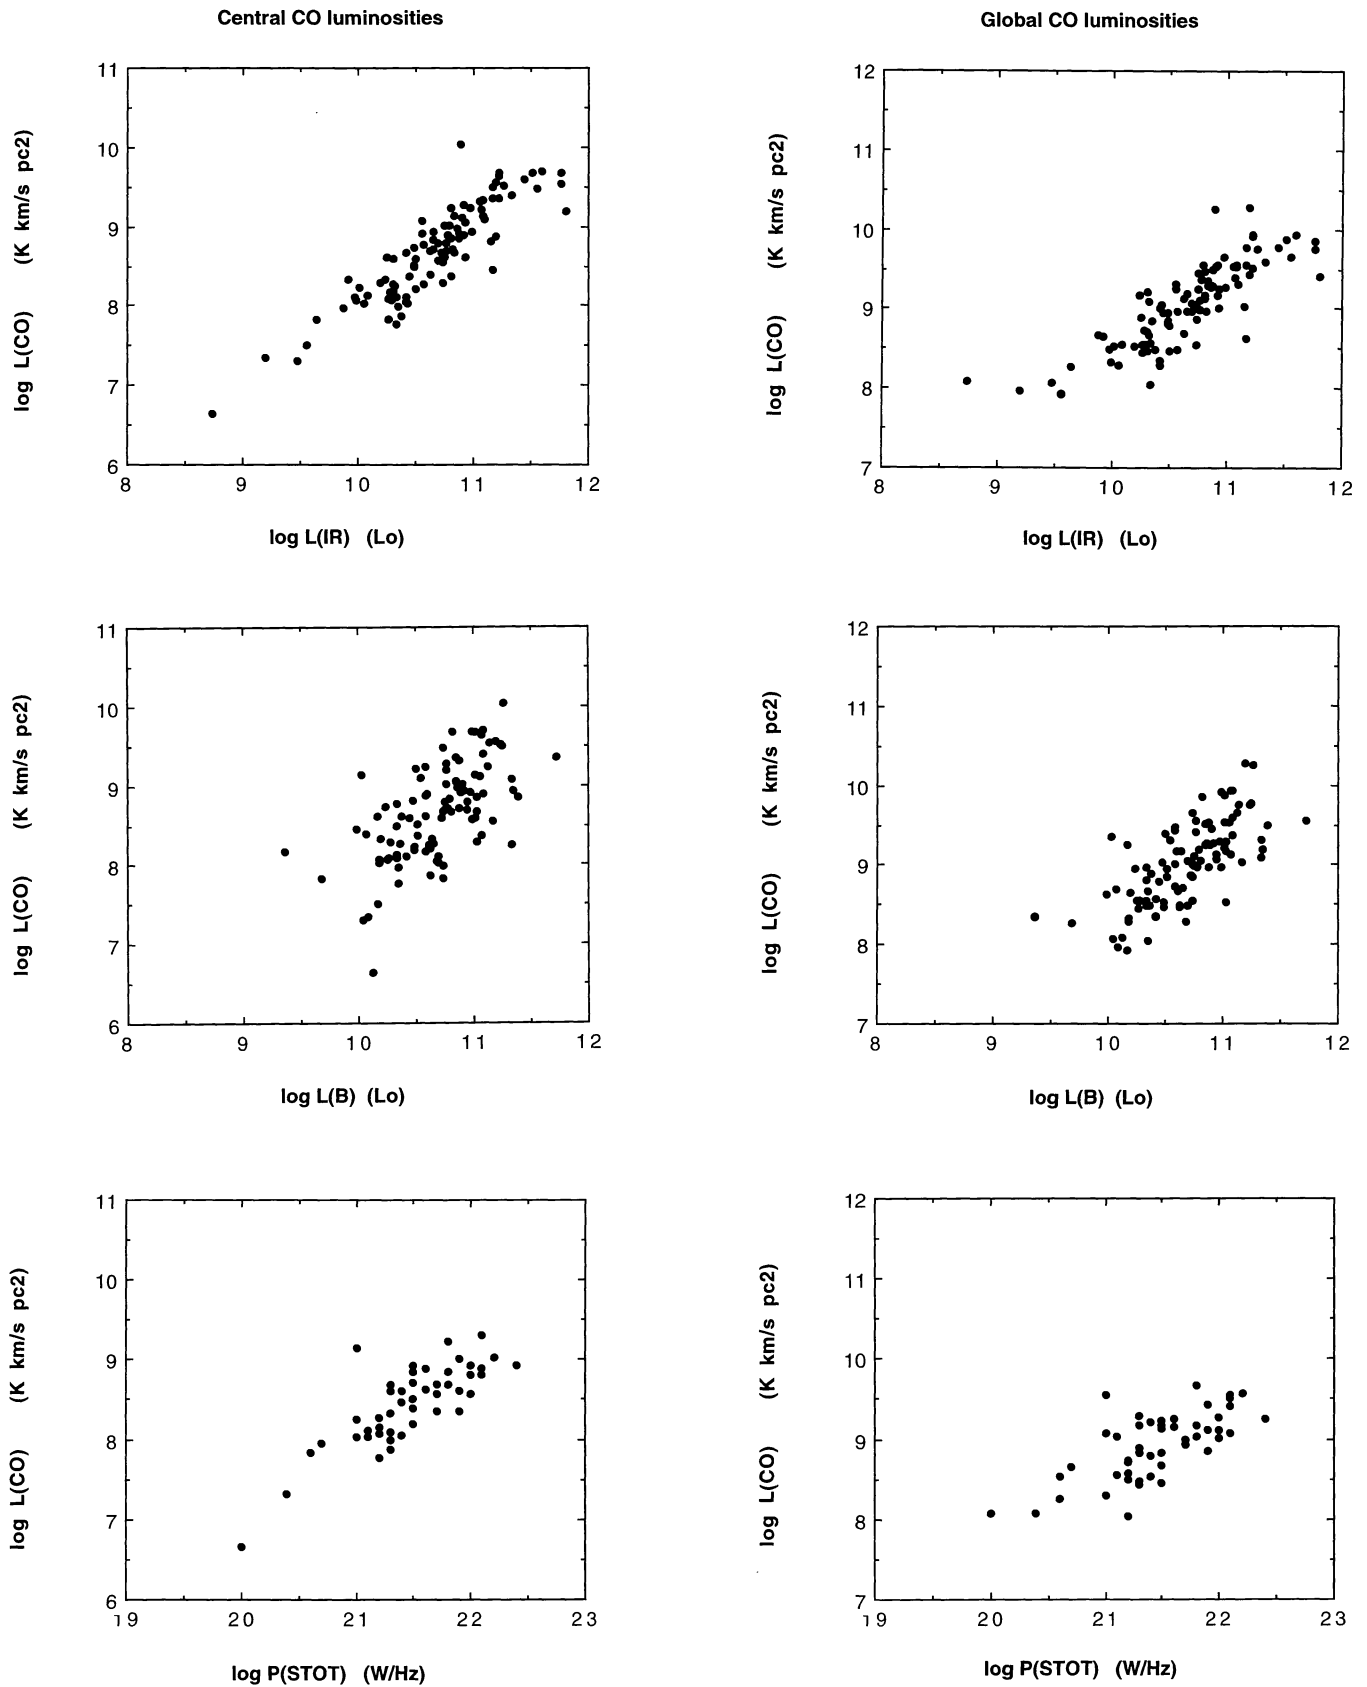 Central CO luminosities
Global CO luminosities
log L(CO) (K km/s pc2)
11
10
9
8
7
6
8 9 10 11 12
log L(IR) (Lo)
log L(CO) (K km/s pc2)
12
11
10
9
8
7
8 9 10 11 12
log L(IR) (Lo)
log L(CO) (K km/s pc2)
11
10
9
8
7
6
8 9 10 11 12
log L(B) (Lo)
log L(CO) (K km/s pc2)
12
11
10
9
8
7
8 9 10 11 12
log L(B) (Lo)
log L(CO) (K km/s pc2)
11
10
9
8
7
6
19 20 21 22 23
log P(STOT) (W/Hz)
log L(CO) (K km/s pc2)
12
11
10
9
8
7
19 20 21 22 23
log P(STOT) (W/Hz)